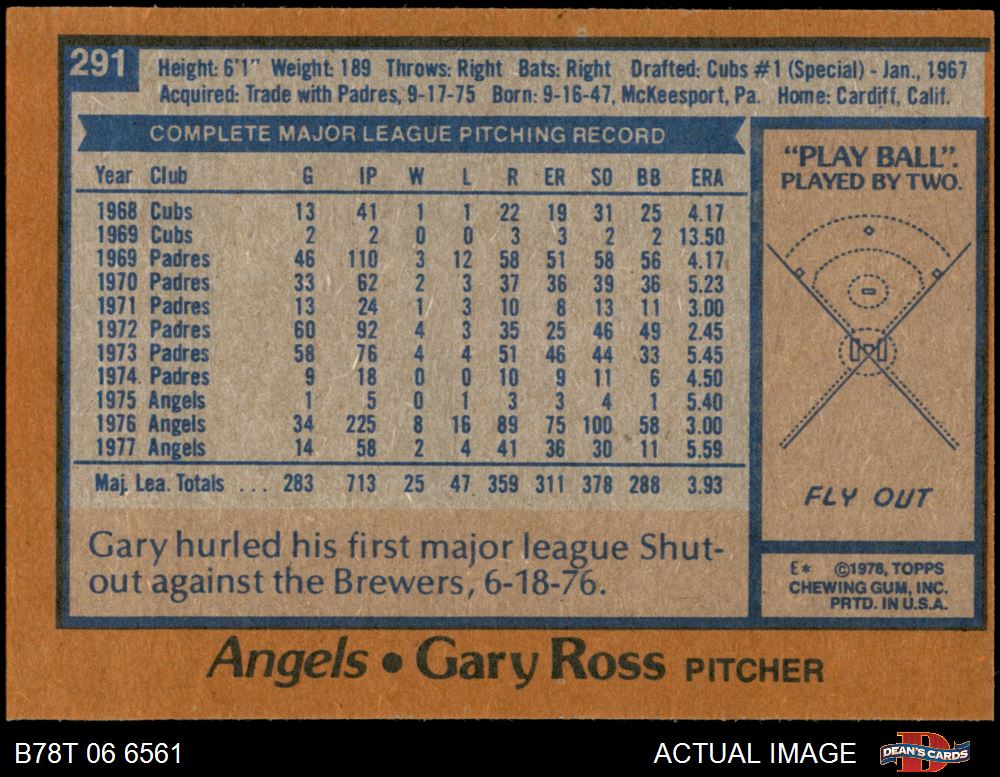 291
Height: 6'1" Weight: 189 Throws: Right Bats: Right Drafted: Cubs #1 (Special) - Jan., 1967
Acquired: Trade with Padres, 9-17-75 Born: 9-16-47, McKeesport, Pa. Home: Cardiff, Calif.
COMPLETE MAJOR LEAGUE PITCHING RECORD
Year Club G IP W L R ER SO BB ERA
1968 Cubs 13 41 1 1 22 19 31 25 4.17
1969 Cubs 2 2 0 0 3 3 2 2 13.50
1969 Padres 46 110 3 12 58 51 58 56 4.17
1970 Padres 33 62 2 3 37 36 39 36 5.23
1971 Padres 13 24 1 3 10 8 13 11 3.00
1972 Padres 60 92 4 3 35 25 46 49 2.45
1973 Padres 58 76 4 4 51 46 44 33 5.45
1974 Padres 9 18 0 0 10 9 11 6 4.50
1975 Angels 1 5 0 1 3 3 4 1 5.40
1976 Angels 34 225 8 16 89 75 100 58 3.00
1977 Angels 14 58 2 4 41 36 30 11 5.59
Maj. Lea. Totals ... 283 713 25 47 359 311 378 288 3.93
Gary hurled his first major league Shut-
out against the Brewers, 6-18-76.
"PLAY BALL".
PLAYED BY TWO.
FLY OUT
E* ©1978, TOPPS
CHEWING GUM, INC.
PRTD. IN U.S.A.
Angels • Gary Ross PITCHER
B78T 06 6561 ACTUAL IMAGE
DEAN'S CARDS